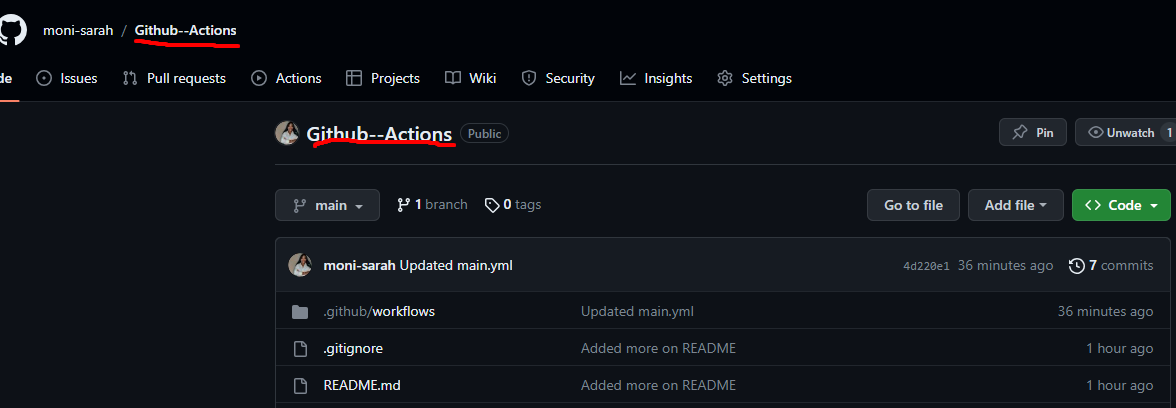 moni-sarah / Github--Actions
de Issues Pull requests Actions Projects Wiki Security Insights Settings
Github--Actions Public Pin Unwatch 1
main 1 branch 0 tags Go to file Add file Code
moni-sarah Updated main.yml 4d220e1 36 minutes ago 7 commits
.github/workflows Updated main.yml 36 minutes ago
.gitignore Added more on README 1 hour ago
README.md Added more on README 1 hour ago